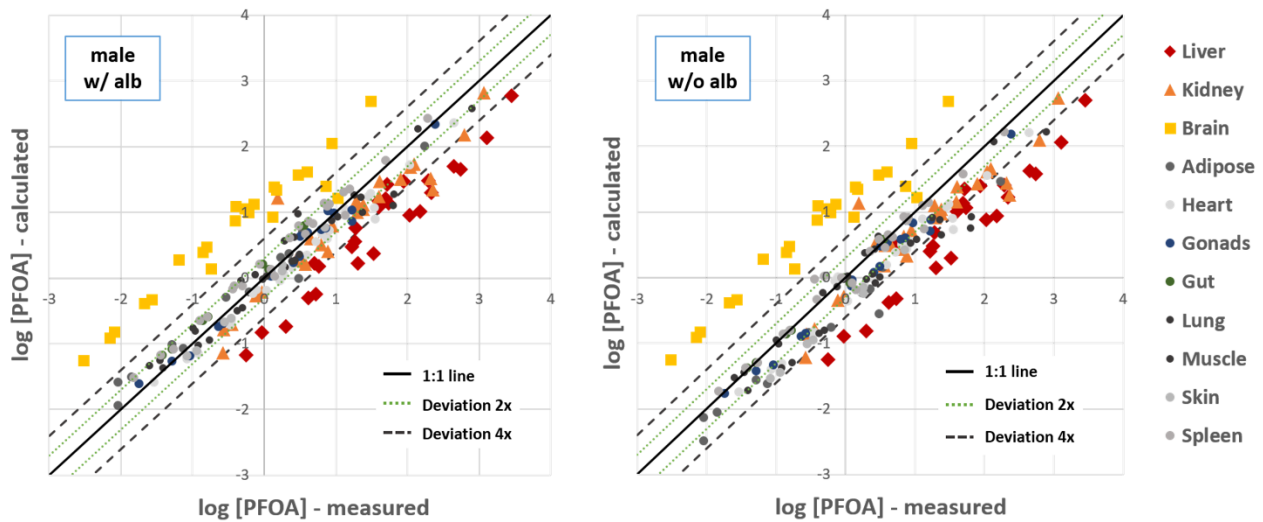 male
w/ alb
4
3
2
1
0
-1
-2
-3
-3
-2
-1
0
1
2
3
4
log [PFOA] - calculated
log [PFOA] - measured
1:1 line
Deviation 2x
Deviation 4x
male
w/o alb
4
3
2
1
0
-1
-2
-3
-3
-2
-1
0
1
2
3
4
log [PFOA] - calculated
log [PFOA] - measured
1:1 line
Deviation 2x
Deviation 4x
Liver
Kidney
Brain
Adipose
Heart
Gonads
Gut
Lung
Muscle
Skin
Spleen